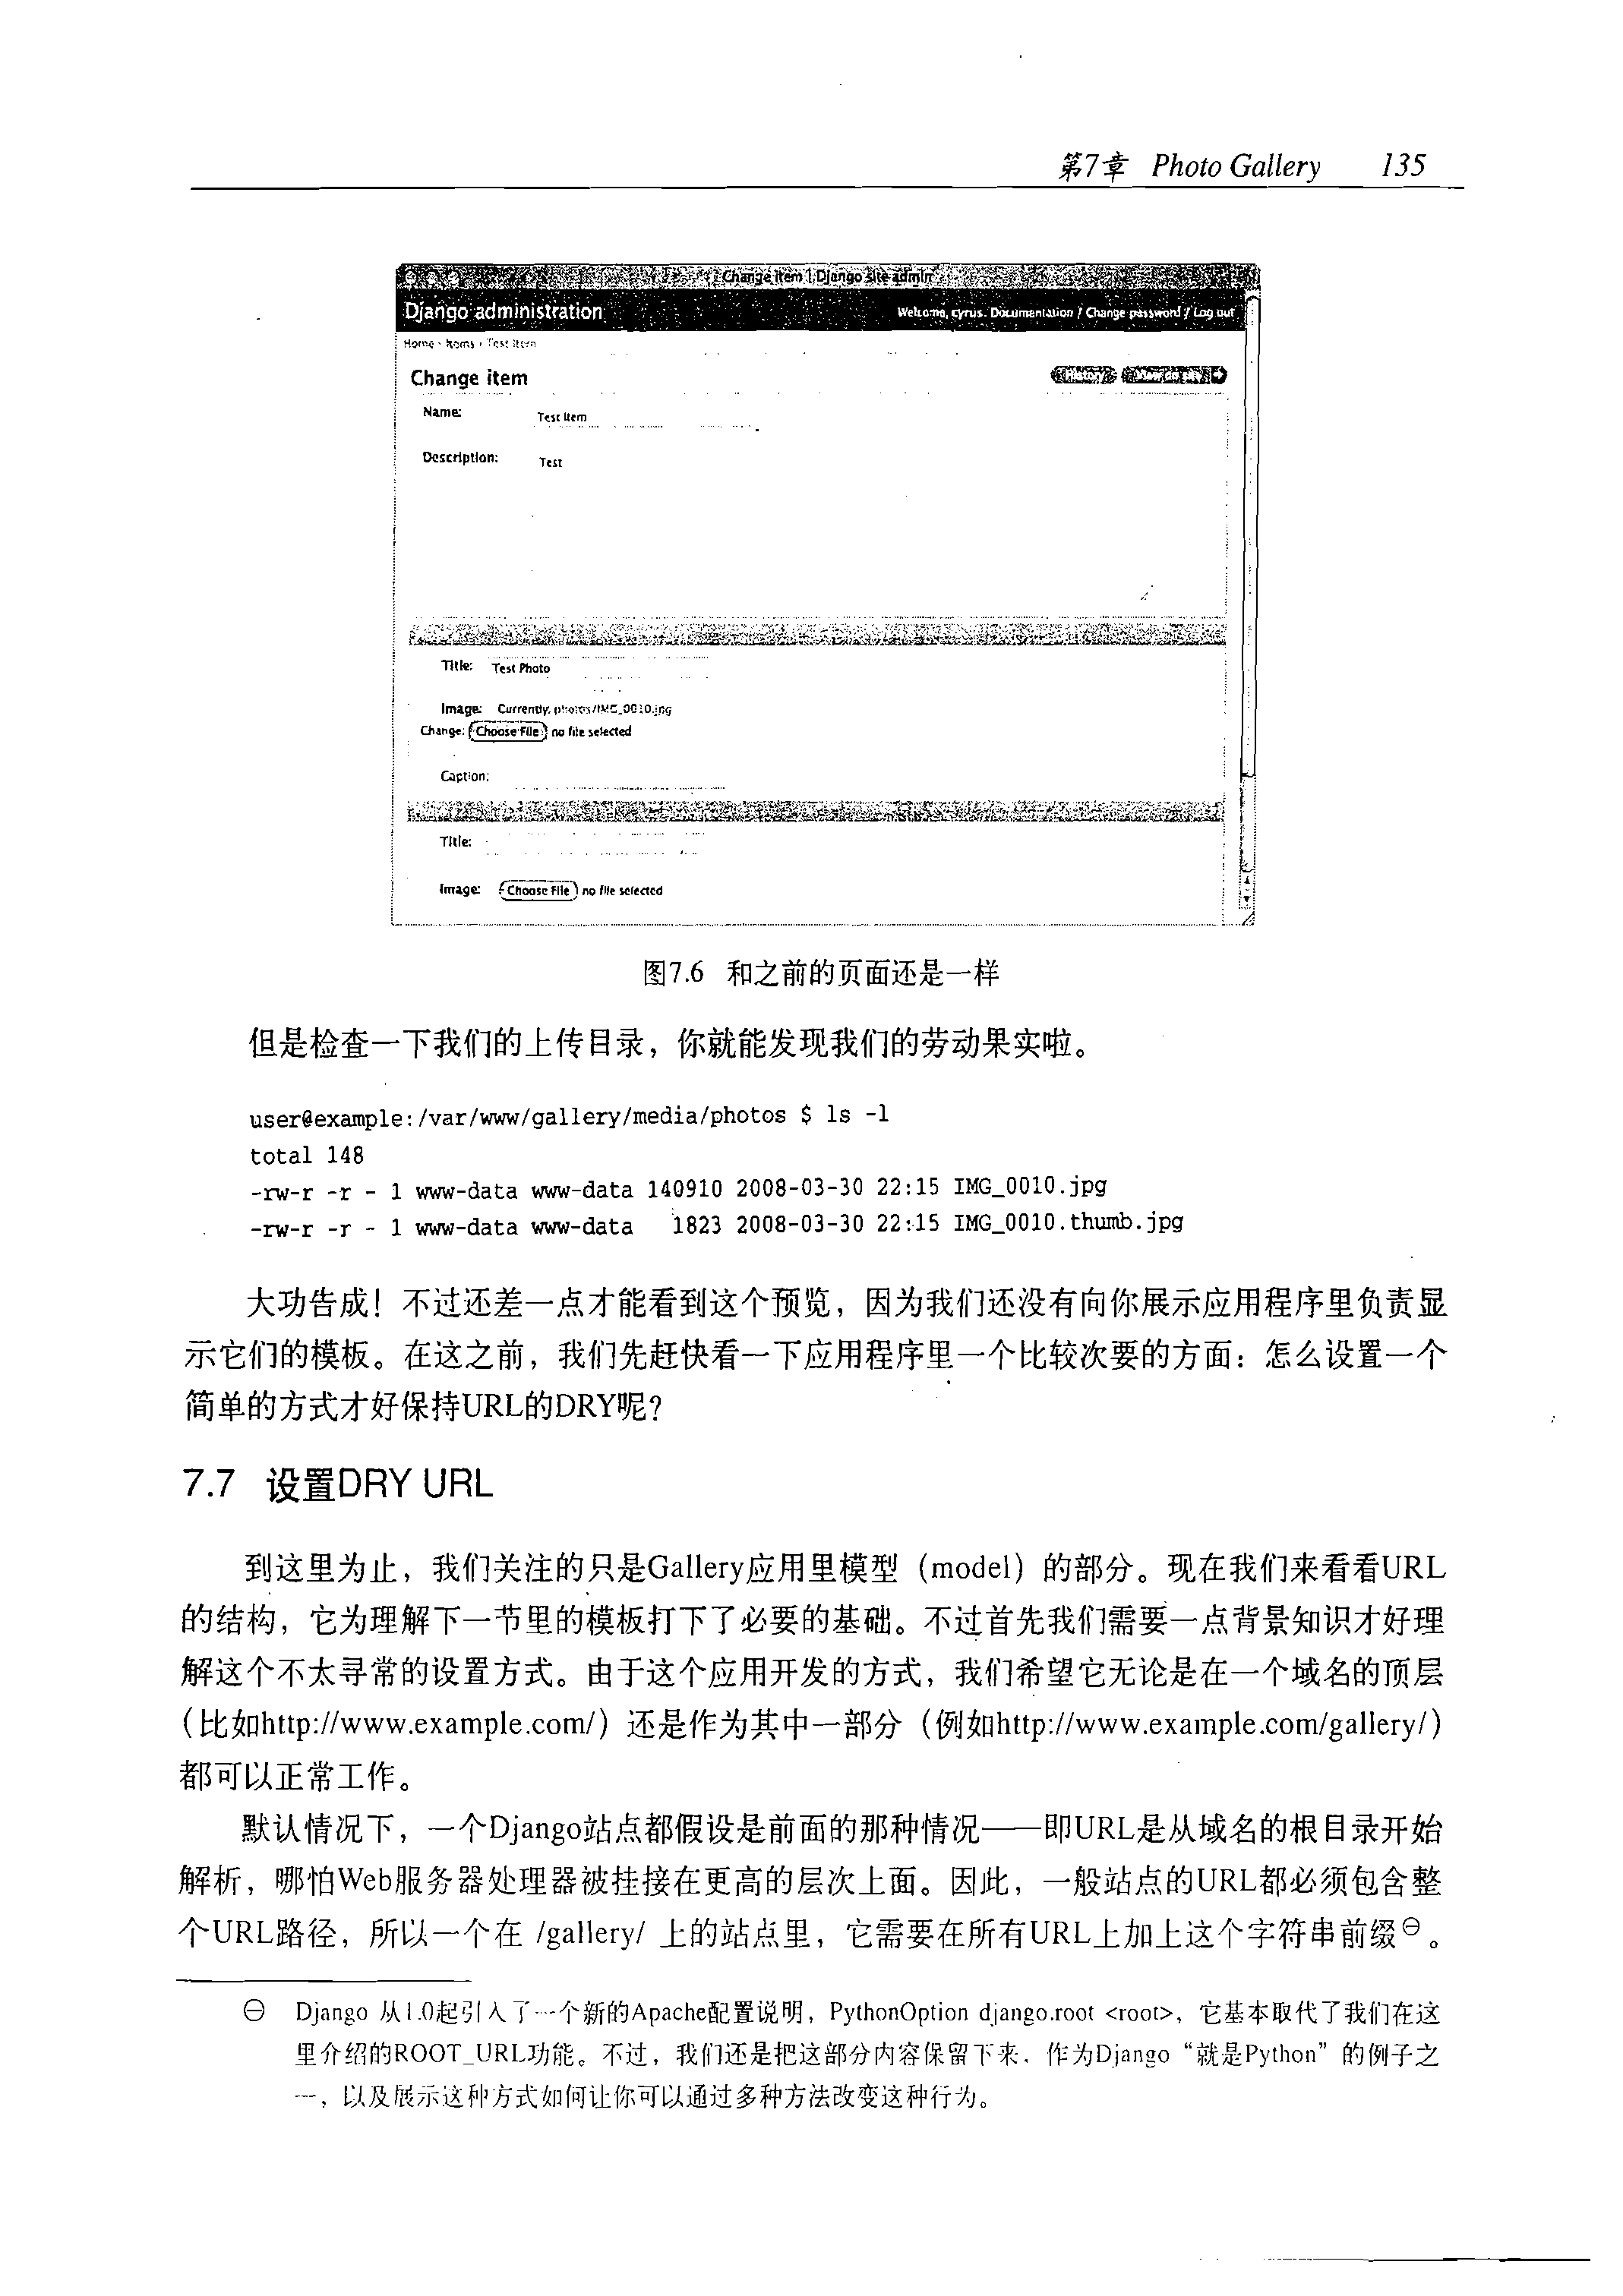 第7章 Photo Gallery 135
Change item | Django site admin
Django administration
Welcome, cyrus. Documentation / Change password / Log out
Home › Items › Test item
Change item
History View on site
Name: Test item
Description: Test
Title: Test Photo
Image: Currently: photos/IMG_0010.jpg
Change: Choose File no file selected
Caption:
Title:
Image: Choose File no file selected
图7.6 和之前的页面还是一样
但是检查一下我们的上传目录，你就能发现我们的劳动果实啦。
user@example:/var/www/gallery/media/photos $ ls -l
total 148
-rw-r -r - 1 www-data www-data 140910 2008-03-30 22:15 IMG_0010.jpg
-rw-r -r - 1 www-data www-data 1823 2008-03-30 22:15 IMG_0010.thumb.jpg
大功告成！不过还差一点才能看到这个预览，因为我们还没有向你展示应用程序里负责显
示它们的模板。在这之前，我们先赶快看一下应用程序里一个比较次要的方面：怎么设置一个
简单的方式才好保持URL的DRY呢？
7.7 设置DRY URL
到这里为止，我们关注的只是Gallery应用里模型（model）的部分。现在我们来看看URL
的结构，它为理解下一节里的模板打下了必要的基础。不过首先我们需要一点背景知识才好理
解这个不太寻常的设置方式。由于这个应用开发的方式，我们希望它无论是在一个域名的顶层
（比如http://www.example.com/）还是作为其中一部分（例如http://www.example.com/gallery/）
都可以正常工作。
默认情况下，一个Django站点都假设是前面的那种情况——即URL是从域名的根目录开始
解析，哪怕Web服务器处理器被挂接在更高的层次上面。因此，一般站点的URL都必须包含整
个URL路径，所以一个在 /gallery/ 上的站点里，它需要在所有URL上加上这个字符串前缀⊖。
⊖ Django 从1.0起引入了一个新的Apache配置说明，PythonOption django.root <root>，它基本取代了我们在这
里介绍的ROOT_URL功能。不过，我们还是把这部分内容保留下来，作为Django“就是Python”的例子之
一，以及展示这种方式如何让你可以通过多种方法改变这种行为。